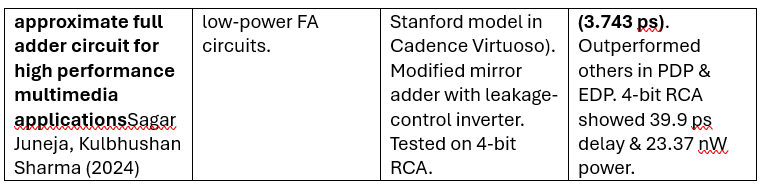 approximate full
adder circuit for
high performance
multimedia
applicationsSagar
Juneja, Kulbhushan
Sharma (2024)
low-power FA
circuits.
Stanford model in
Cadence Virtuoso).
Modified mirror
adder with leakage-
control inverter.
Tested on 4-bit
RCA.
(3.743 ps).
Outperformed
others in PDP &
EDP. 4-bit RCA
showed 39.9 ps
delay & 23.37 nW
power.